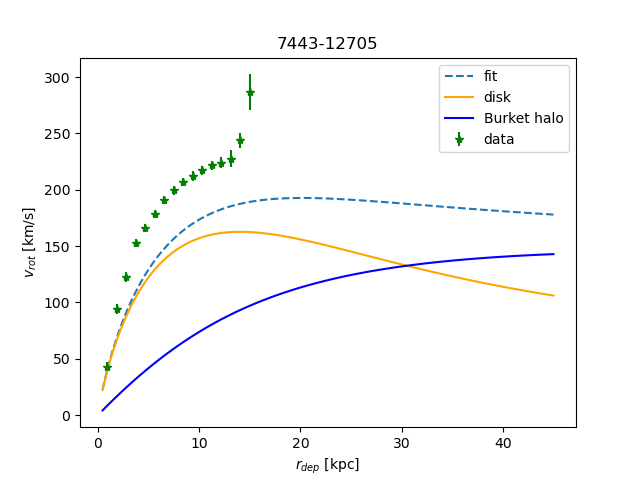 7443-12705
300
250
200
150
100
50
0
v_rot [km/s]
fit
disk
Burket halo
data
0 10 20 30 40
r_dep [kpc]